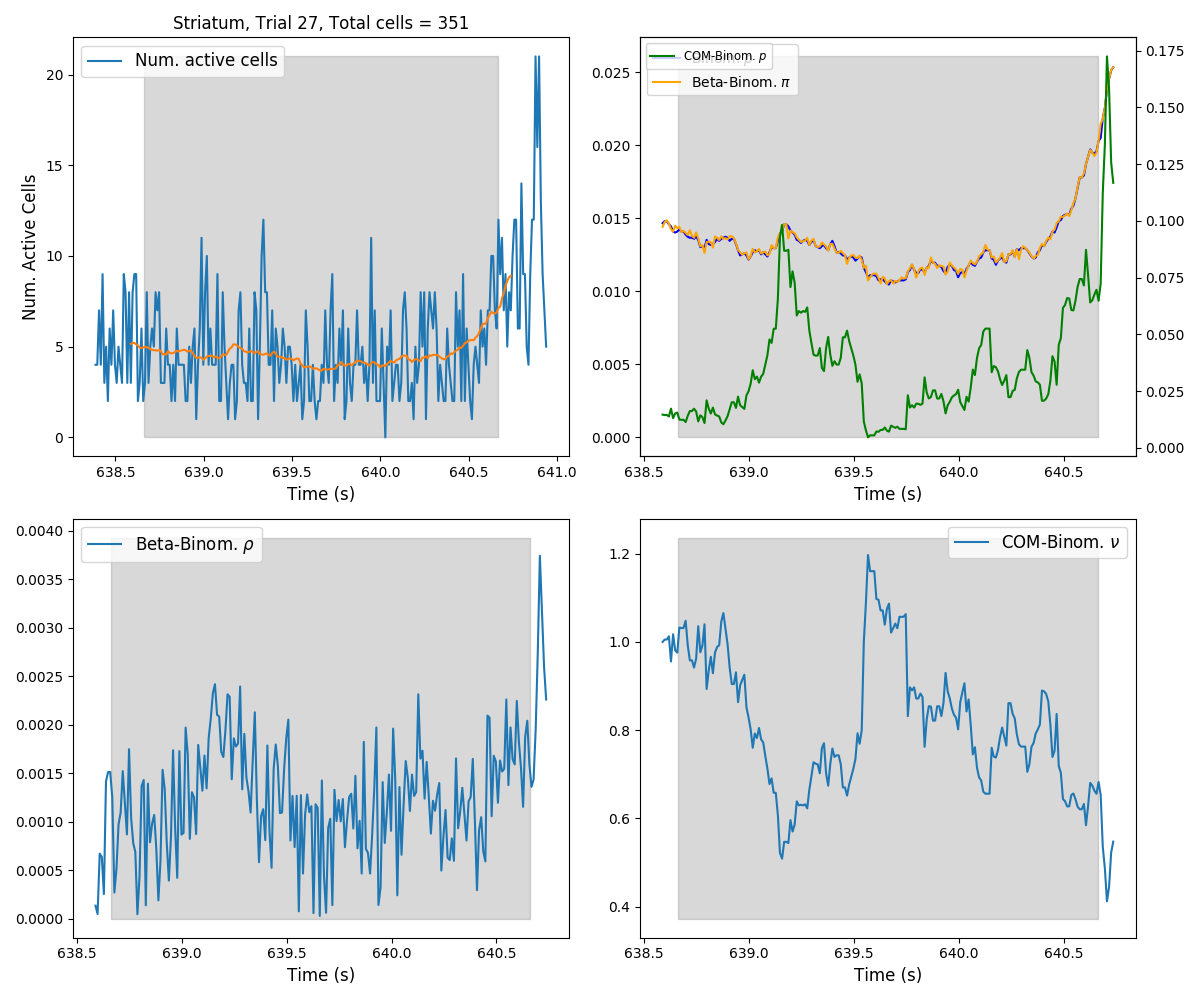 Striatum, Trial 27, Total cells = 351
Num. active cells
Num. Active Cells
20
15
10
5
0
638.5 639.0 639.5 640.0 640.5 641.0
Time (s)
COM-Binom. p
Beta-Binom. π
0.025
0.020
0.015
0.010
0.005
0.000
0.175
0.150
0.125
0.100
0.075
0.050
0.025
0.000
638.5 639.0 639.5 640.0 640.5
Time (s)
Beta-Binom. ρ
0.0040
0.0035
0.0030
0.0025
0.0020
0.0015
0.0010
0.0005
0.0000
638.5 639.0 639.5 640.0 640.5
Time (s)
COM-Binom. ν
1.2
1.0
0.8
0.6
0.4
638.5 639.0 639.5 640.0 640.5
Time (s)